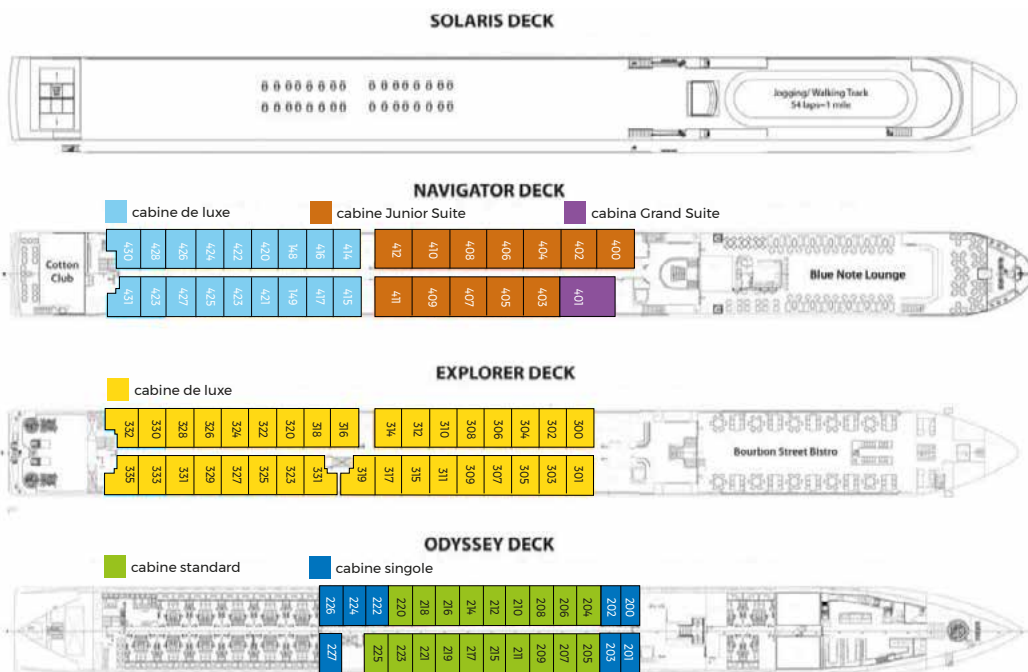 SOLARIS DECK
Jogging/ Walking Track
54 laps=1 mile
NAVIGATOR DECK
cabine de luxe
cabine Junior Suite
cabina Grand Suite
430 428 426 424 422 420 148 416 414 412 410 408 406 404 402 400
Cotton
Club
Blue Note Lounge
431 423 427 425 423 421 149 417 415 411 409 407 405 403 401
EXPLORER DECK
cabine de luxe
332 330 328 326 324 322 320 318 316 314 312 310 308 306 304 302 300
Bourbon Street Bistro
335 333 331 329 327 325 323 331 319 317 315 311 309 307 305 303 301
ODYSSEY DECK
cabine standard
cabine singole
226 224 222 220 218 216 214 212 210 208 206 204 202 200
227 225 223 221 219 217 215 211 209 207 205 203 201